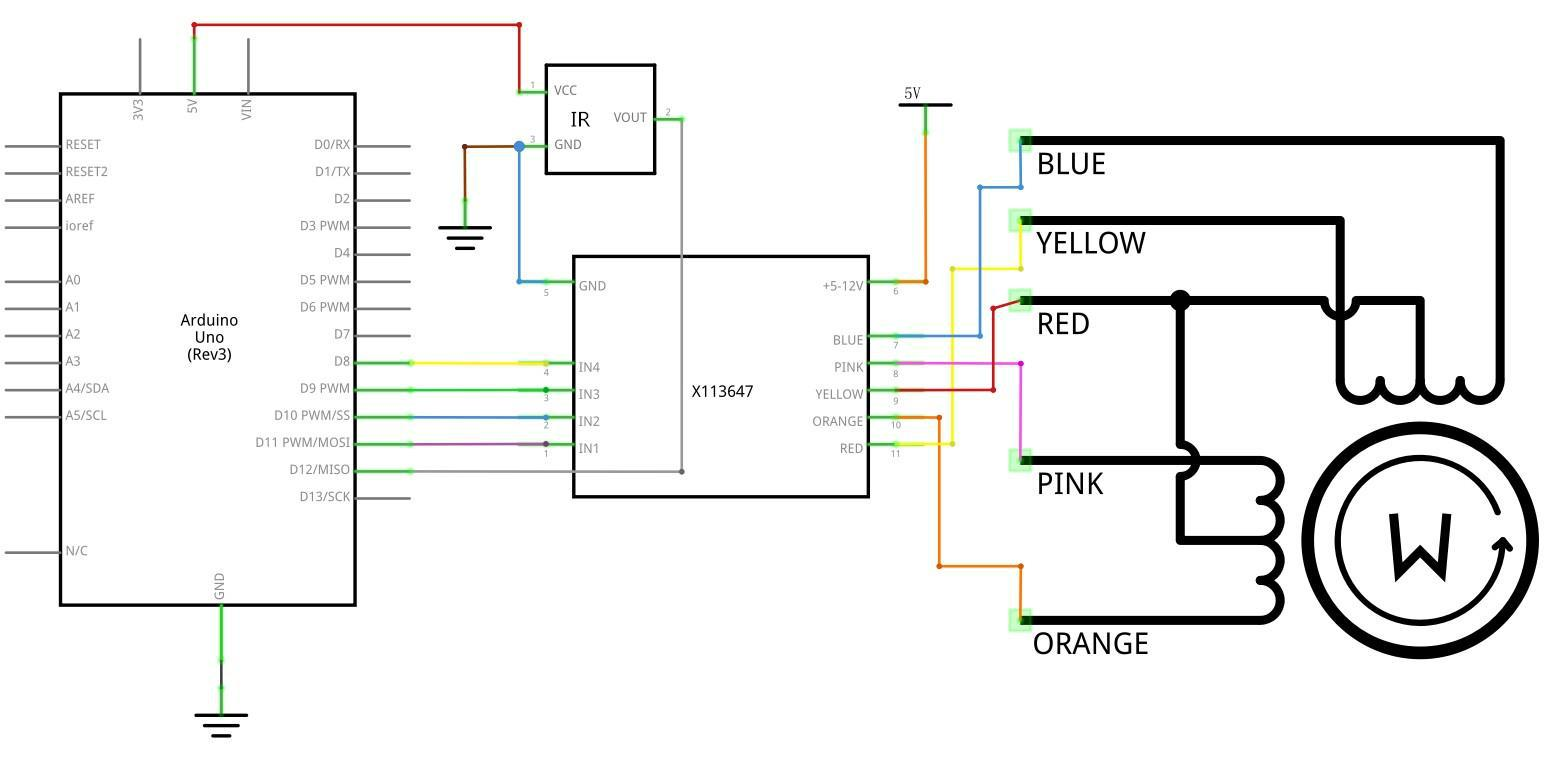 3V3
5V
VIN
RESET
RESET2
AREF
ioref
A0
A1
A2
A3
A4/SDA
A5/SCL
N/C
Arduino
Uno
(Rev3)
D0/RX
D1/TX
D2
D3 PWM
D4
D5 PWM
D6 PWM
D7
D8
D9 PWM
D10 PWM/SS
D11 PWM/MOSI
D12/MISO
D13/SCK
GND
1
VCC
IR
VOUT
2
3
GND
5
GND
4
IN4
3
IN3
2
IN2
1
IN1
X113647
+5-12V
6
BLUE
7
PINK
8
YELLOW
9
ORANGE
10
RED
11
5V
BLUE
YELLOW
RED
PINK
ORANGE
W